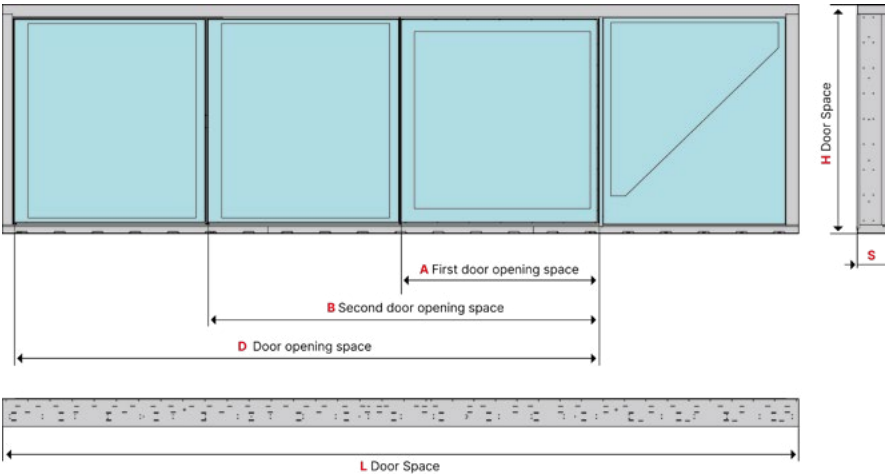 H Door Space
S
A First door opening space
B Second door opening space
D Door opening space
L Door Space